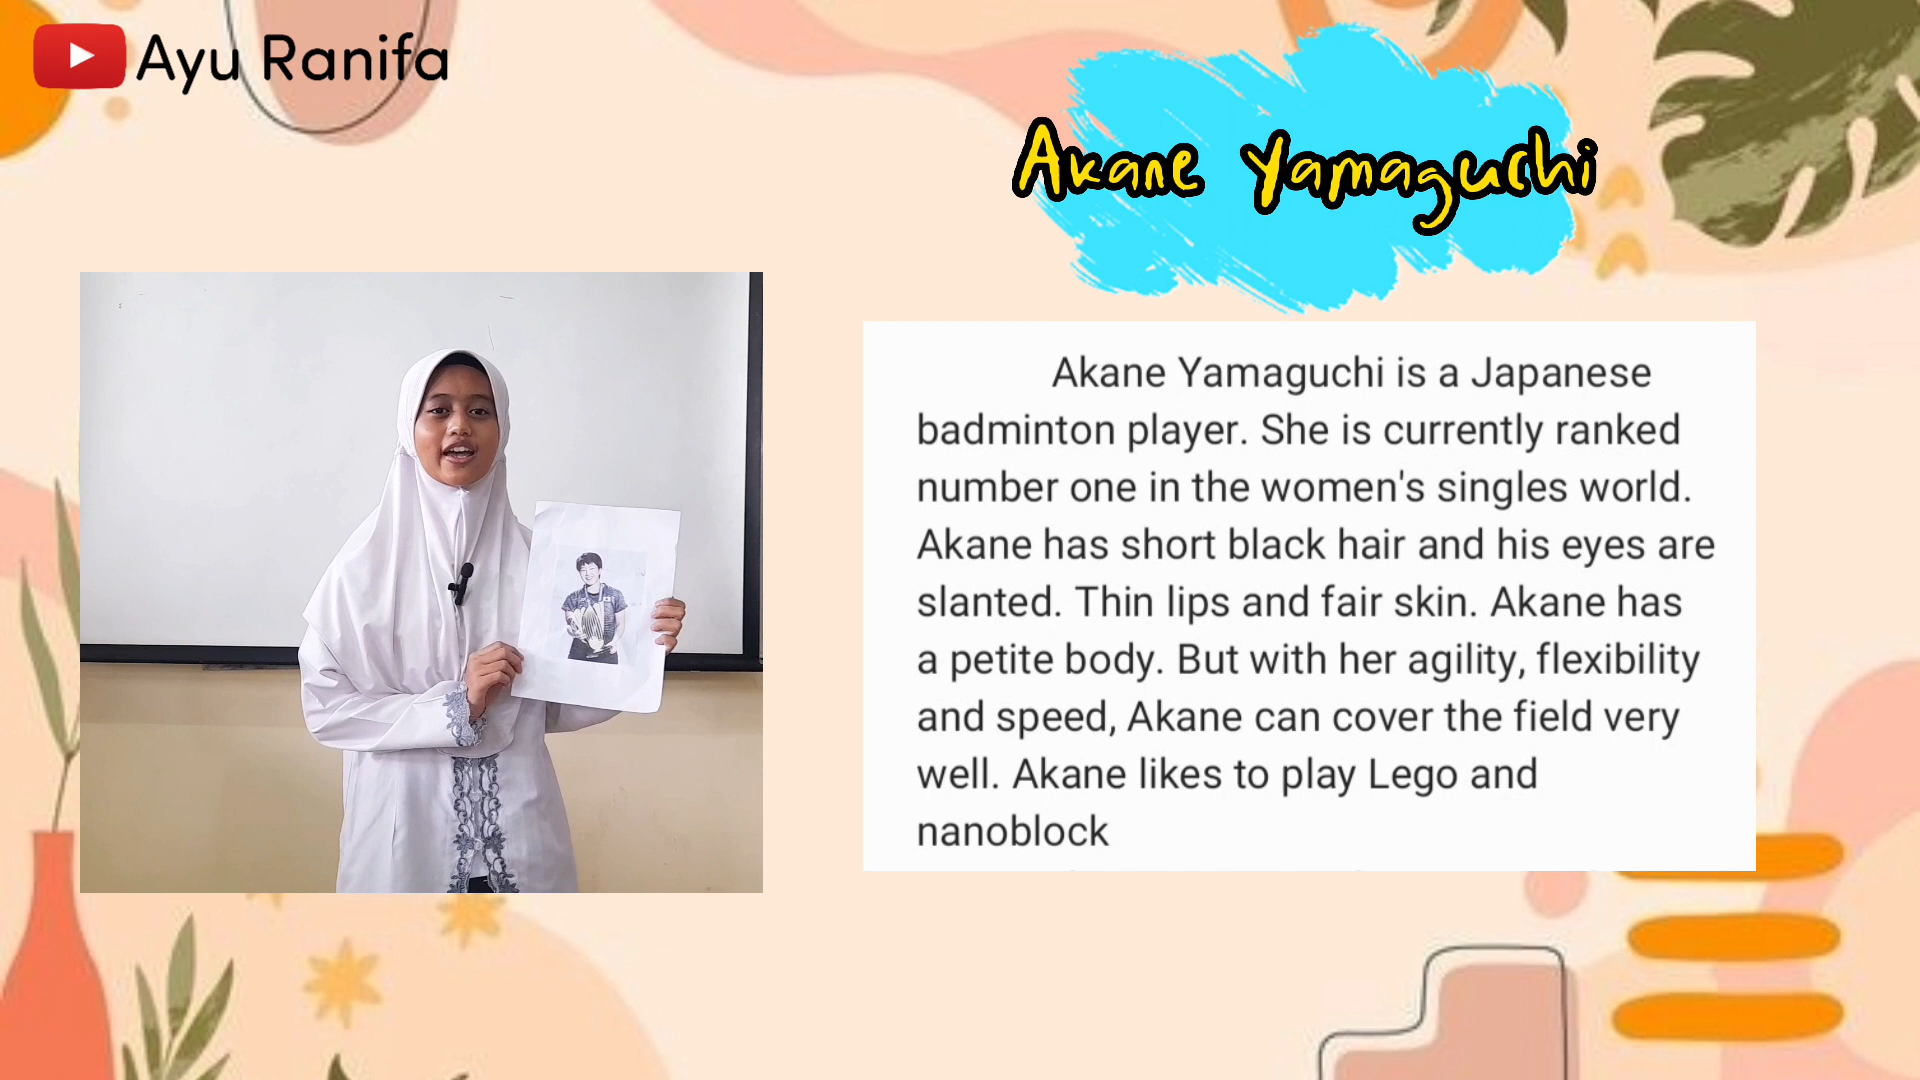 Ayu Ranifa
Akane Yamaguchi
Akane Yamaguchi is a Japanese
badminton player. She is currently ranked
number one in the women's singles world.
Akane has short black hair and his eyes are
slanted. Thin lips and fair skin. Akane has
a petite body. But with her agility, flexibility
and speed, Akane can cover the field very
well. Akane likes to play Lego and
nanoblock